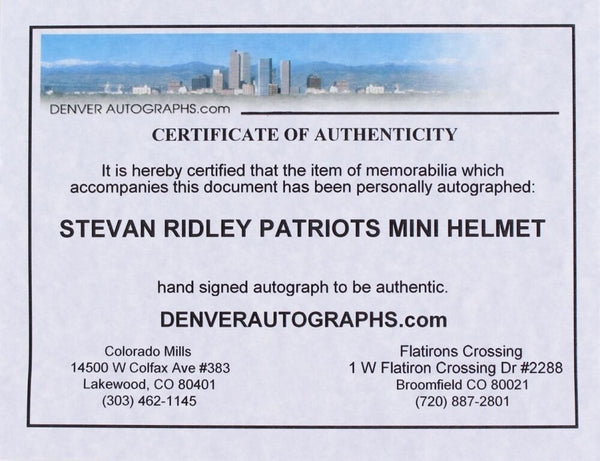 DENVER AUTOGRAPHS.com
CERTIFICATE OF AUTHENTICITY
It is hereby certified that the item of memorabilia which
accompanies this document has been personally autographed:
STEVAN RIDLEY PATRIOTS MINI HELMET
hand signed autograph to be authentic.
DENVERAUTOGRAPHS.com
Colorado Mills
14500 W Colfax Ave #383
Lakewood, CO 80401
(303) 462-1145
Flatirons Crossing
1 W Flatiron Crossing Dr #2288
Broomfield CO 80021
(720) 887-2801